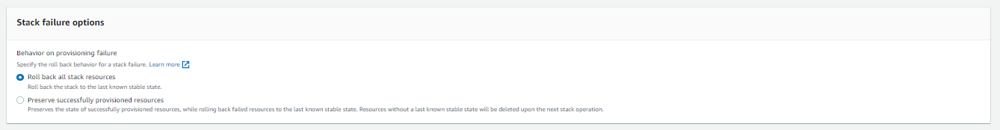 Stack failure options
Behavior on provisioning failure
Specify the roll back behavior for a stack failure. Learn more
Roll back all stack resources
Roll back the stack to the last known stable state.
Preserve successfully provisioned resources
Preserves the state of successfully provisioned resources, while rolling back failed resources to the last known stable state. Resources without a last known stable state will be deleted upon the next stack operation.